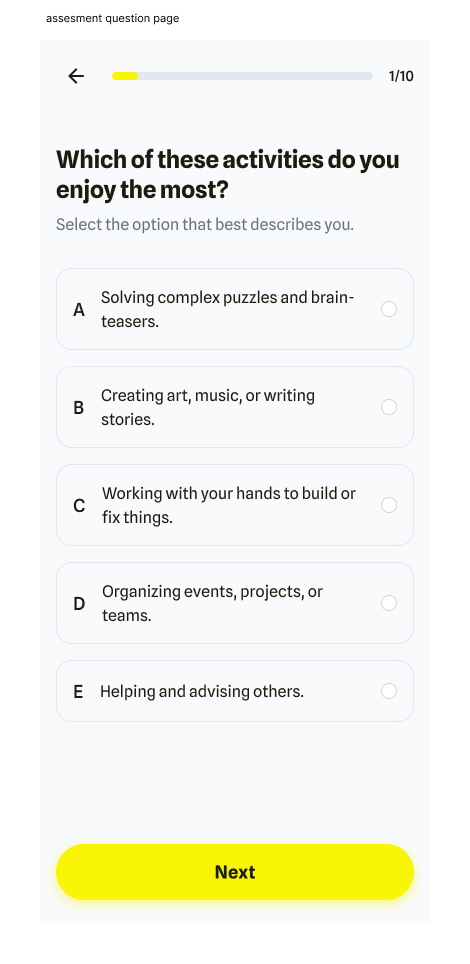 assesment question page
1/10
Which of these activities do you
enjoy the most?
Select the option that best describes you.
A
Solving complex puzzles and brain-
teasers.
B
Creating art, music, or writing
stories.
C
Working with your hands to build or
fix things.
D
Organizing events, projects, or
teams.
E
Helping and advising others.
Next